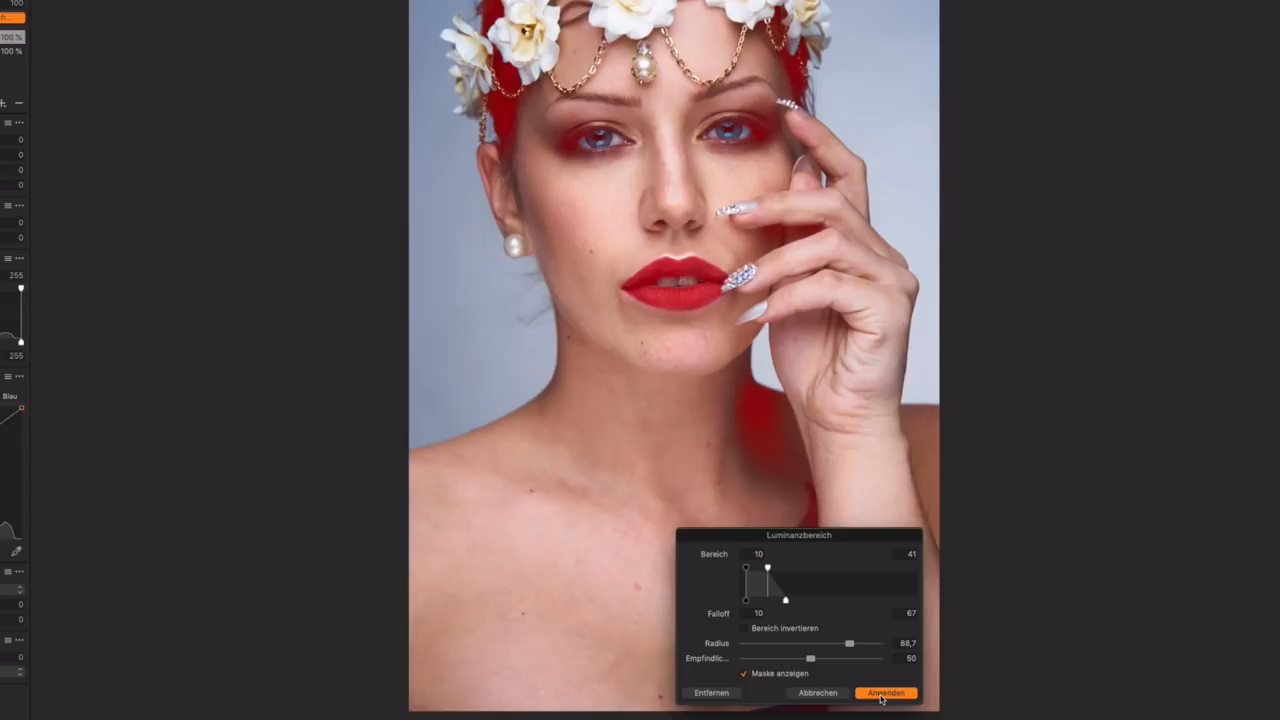 100
100 %
100 %
0
0
0
0
0
0
255
255
Blau
0
0
0
Luminanzbereich
Bereich 10 41
Falloff 10 67
Bereich invertieren
Radius 88,7
Empfindlic... 50
Maske anzeigen
Entfernen Abbrechen Anwenden